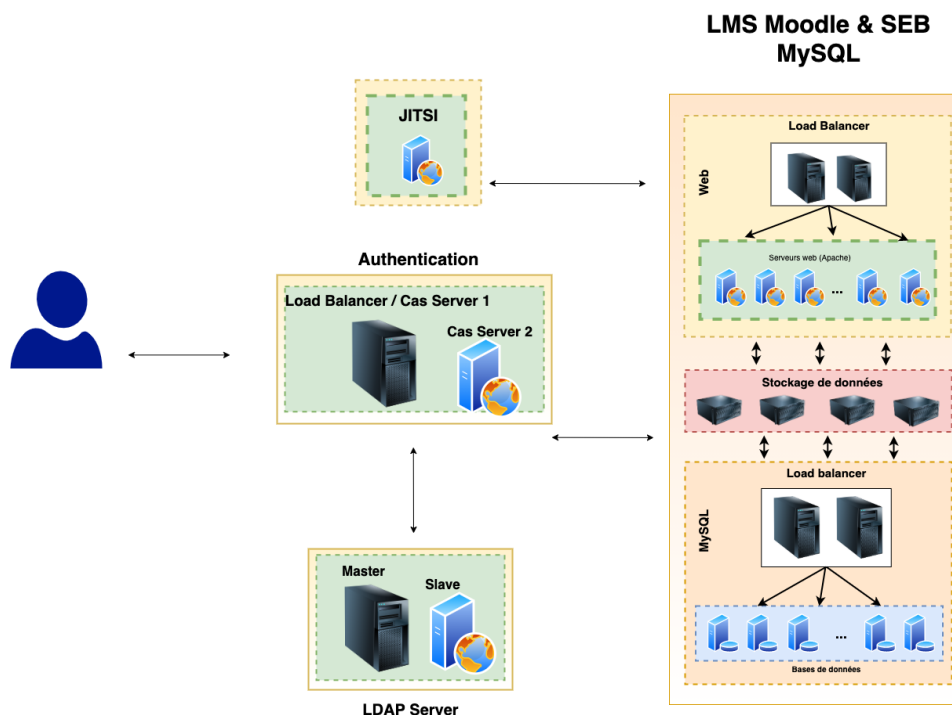 LMS Moodle & SEB
MySQL
JITSI
Load Balancer
Web
Serveurs web (Apache)
...
Authentication
Load Balancer / Cas Server 1
Cas Server 2
Stockage de données
Load balancer
MySQL
...
Bases de données
Master
Slave
LDAP Server